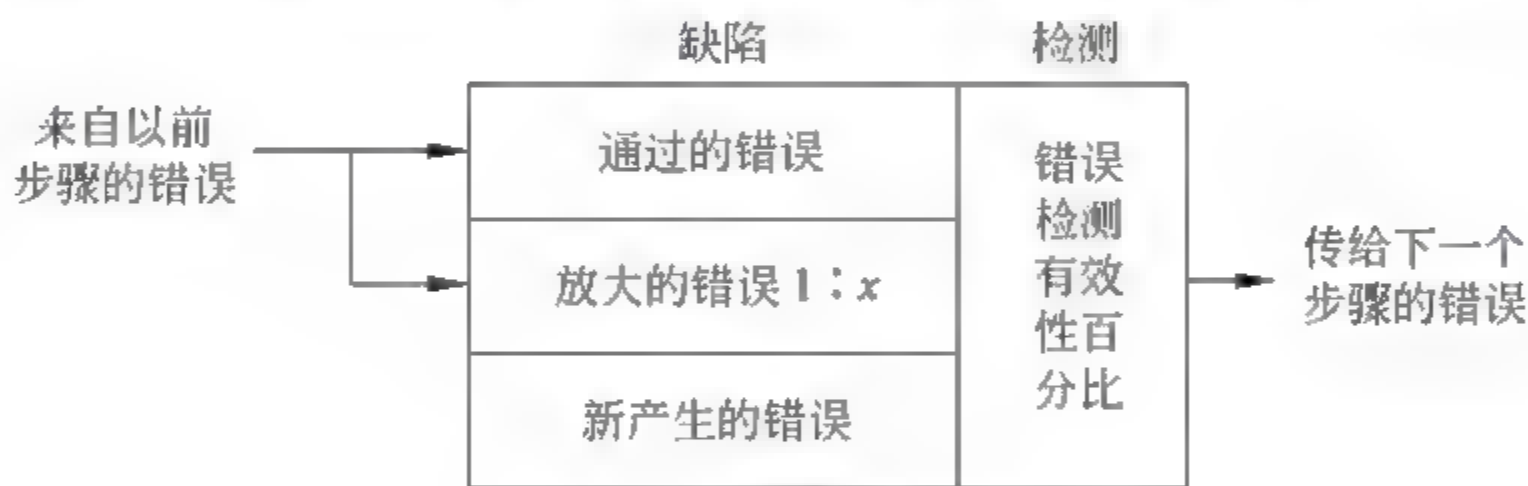 缺陷
检测
来自以前
步骤的错误
通过的错误
放大的错误1∶x
新产生的错误
错误
检测
有效
性百
分比
传给下一个
步骤的错误